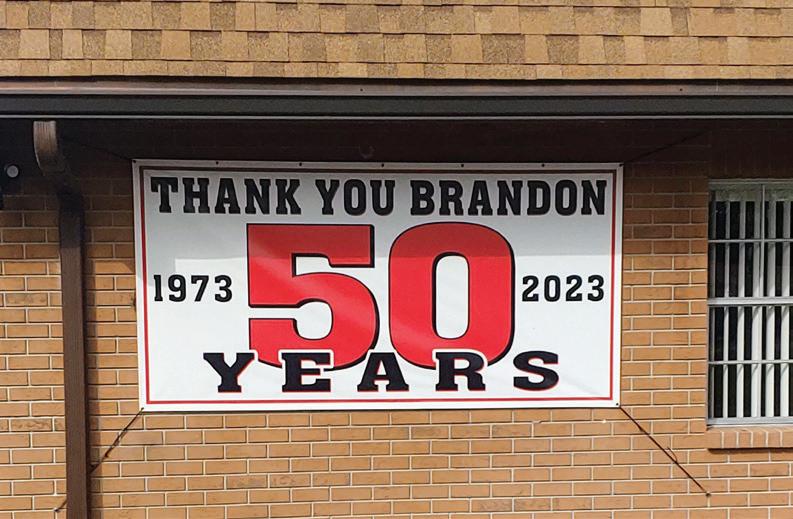 THANK YOU BRANDON
1973 50 2023
YEARS